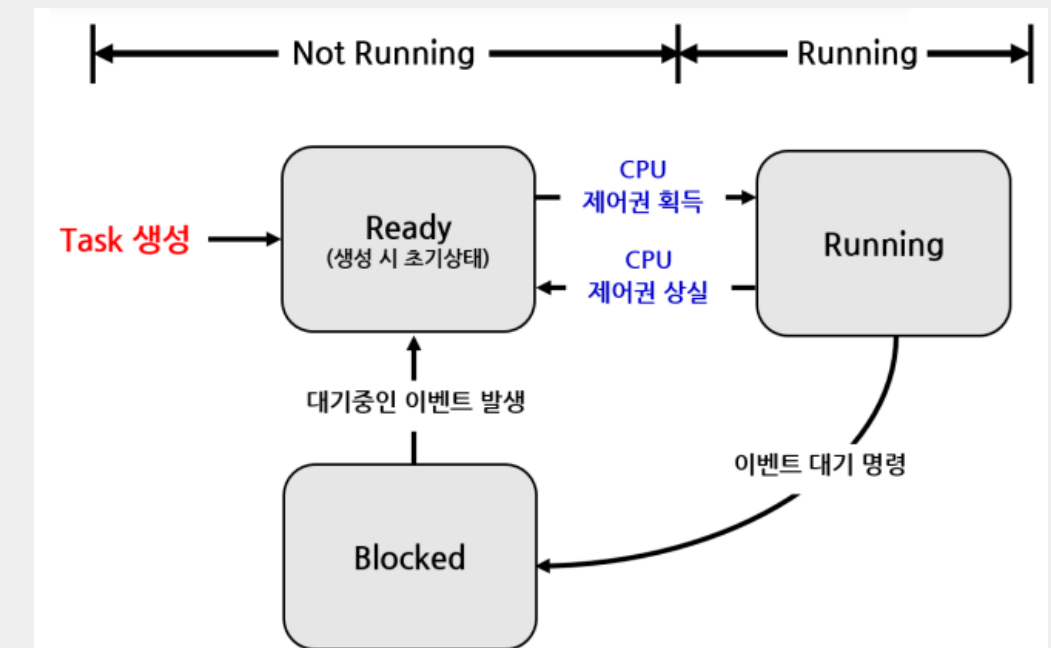 Not Running
Running
CPU
제어권 획득
Task 생성
Ready
(생성 시 초기상태)
Running
CPU
제어권 상실
대기중인 이벤트 발생
이벤트 대기 명령
Blocked